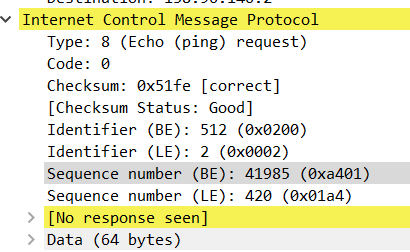 Internet Control Message Protocol
Type: 8 (Echo (ping) request)
Code: 0
Checksum: 0x51fe [correct]
[Checksum Status: Good]
Identifier (BE): 512 (0x0200)
Identifier (LE): 2 (0x0002)
Sequence number (BE): 41985 (0xa401)
Sequence number (LE): 420 (0x01a4)
[No response seen]
Data (64 bytes)